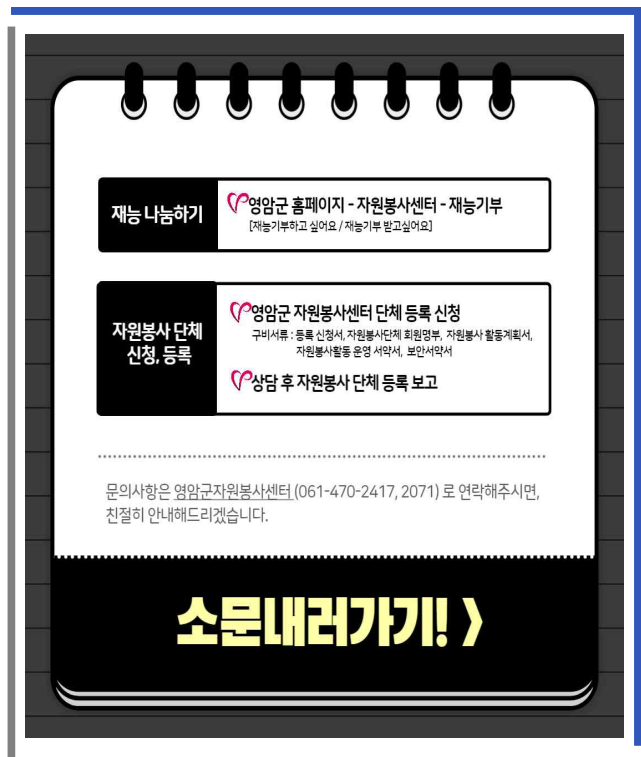 재능 나눔하기
영암군 홈페이지 - 자원봉사센터 - 재능기부
[재능기부하고 싶어요 / 재능기부 받고싶어요]
자원봉사 단체
신청, 등록
영암군 자원봉사센터 단체 등록 신청
구비서류 : 등록 신청서, 자원봉사단체 회원명부, 자원봉사 활동계획서,
자원봉사활동 운영 서약서, 보안서약서
상담 후 자원봉사 단체 등록 보고
문의사항은 영암군자원봉사센터 (061-470-2417, 2071) 로 연락해주시면,
친절히 안내해드리겠습니다.
소문내러가기! 〉